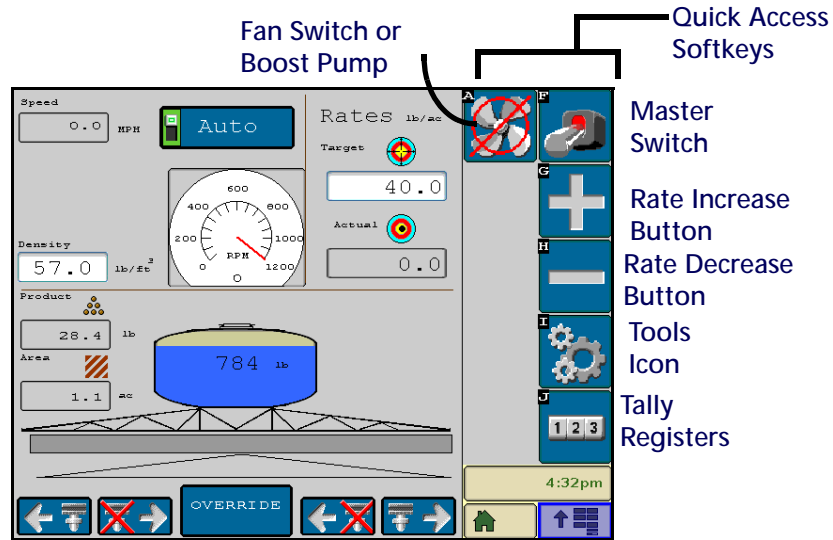 Quick Access
Softkeys
Fan Switch or
Boost Pump
Speed
0.0 MPH
Auto
Rates lb/ac
Target
40.0
Actual
0.0
600
400 800
200 1000
RPM
0 1200
0
Density
57.0 lb/ft³
Product
28.4 lb
Area
1.1 ac
784 lb
OVERRIDE
A
F
Master
Switch
G
Rate Increase
Button
H
Rate Decrease
Button
I
Tools
Icon
J
1 2 3
Tally
Registers
4:32pm